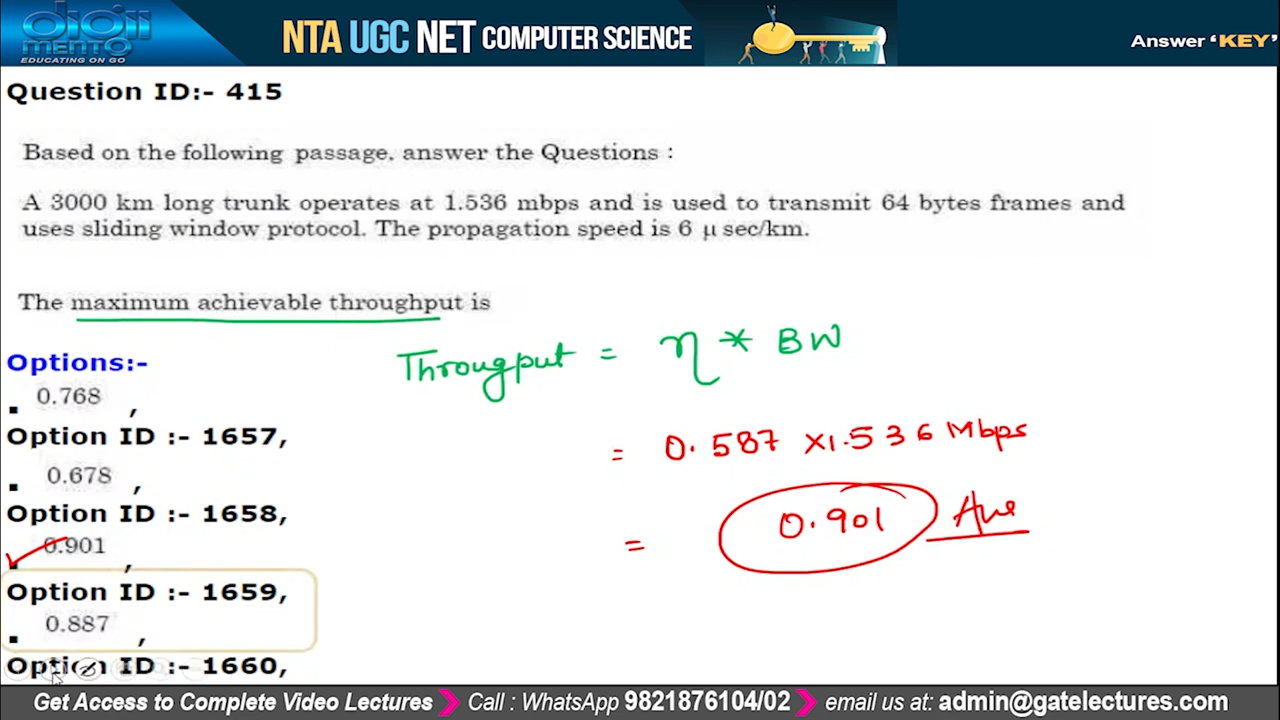 digii
MENTO
EDUCATING ON GO
NTA UGC NET COMPUTER SCIENCE
Answer ‘KEY’
Question ID:- 415
Based on the following passage, answer the Questions :
A 3000 km long trunk operates at 1.536 mbps and is used to transmit 64 bytes frames and
uses sliding window protocol. The propagation speed is 6 μ sec/km.
The maximum achievable throughput is
Througput = η * BW
Options:-
0.768 ,
= 0.587 x1.536 Mbps
Option ID :- 1657,
0.678 ,
Option ID :- 1658,
= 0.901 Ans
0.901 ,
Option ID :- 1659,
0.887 ,
Option ID :- 1660,
Get Access to Complete Video Lectures Call : WhatsApp 9821876104/02 email us at: admin@gatelectures.com